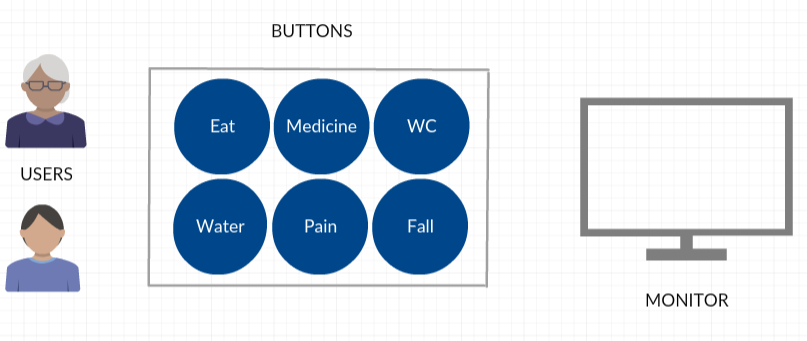 BUTTONS
Eat
Medicine
WC
USERS
Water
Pain
Fall
MONITOR